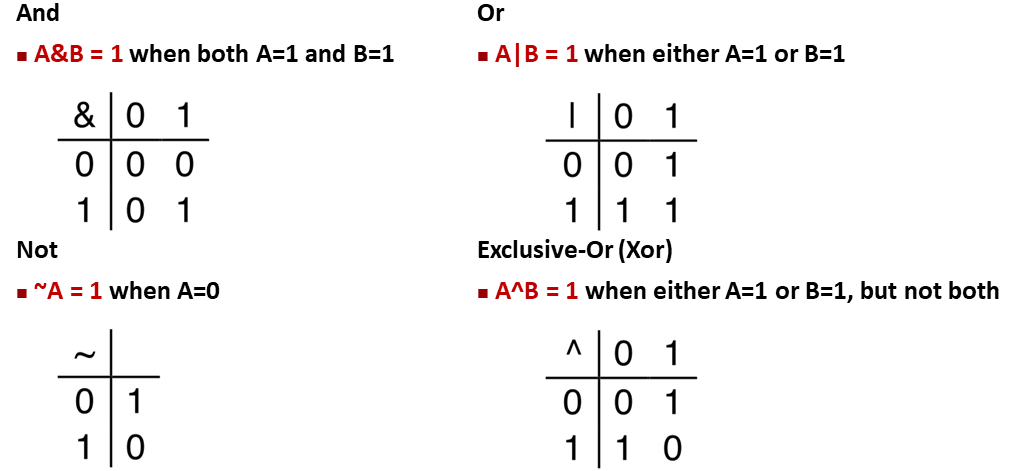 And
▪ A&B = 1 when both A=1 and B=1
& 0 1
0 0 0
1 0 1
Or
▪ A|B = 1 when either A=1 or B=1
| 0 1
0 0 1
1 1 1
Not
▪ ~A = 1 when A=0
~
0 1
1 0
Exclusive-Or (Xor)
▪ A^B = 1 when either A=1 or B=1, but not both
^ 0 1
0 0 1
1 1 0